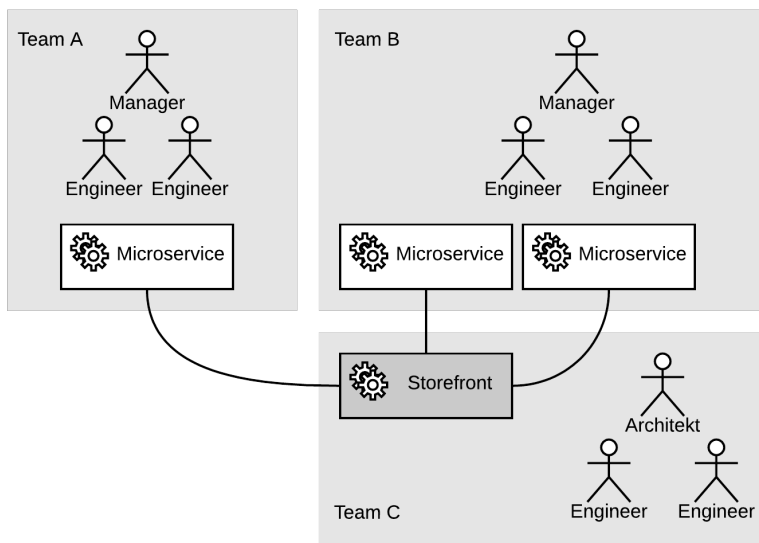 Team A
Manager
Engineer Engineer
Microservice
Team B
Manager
Engineer Engineer
Microservice Microservice
Storefront
Architekt
Engineer Engineer
Team C